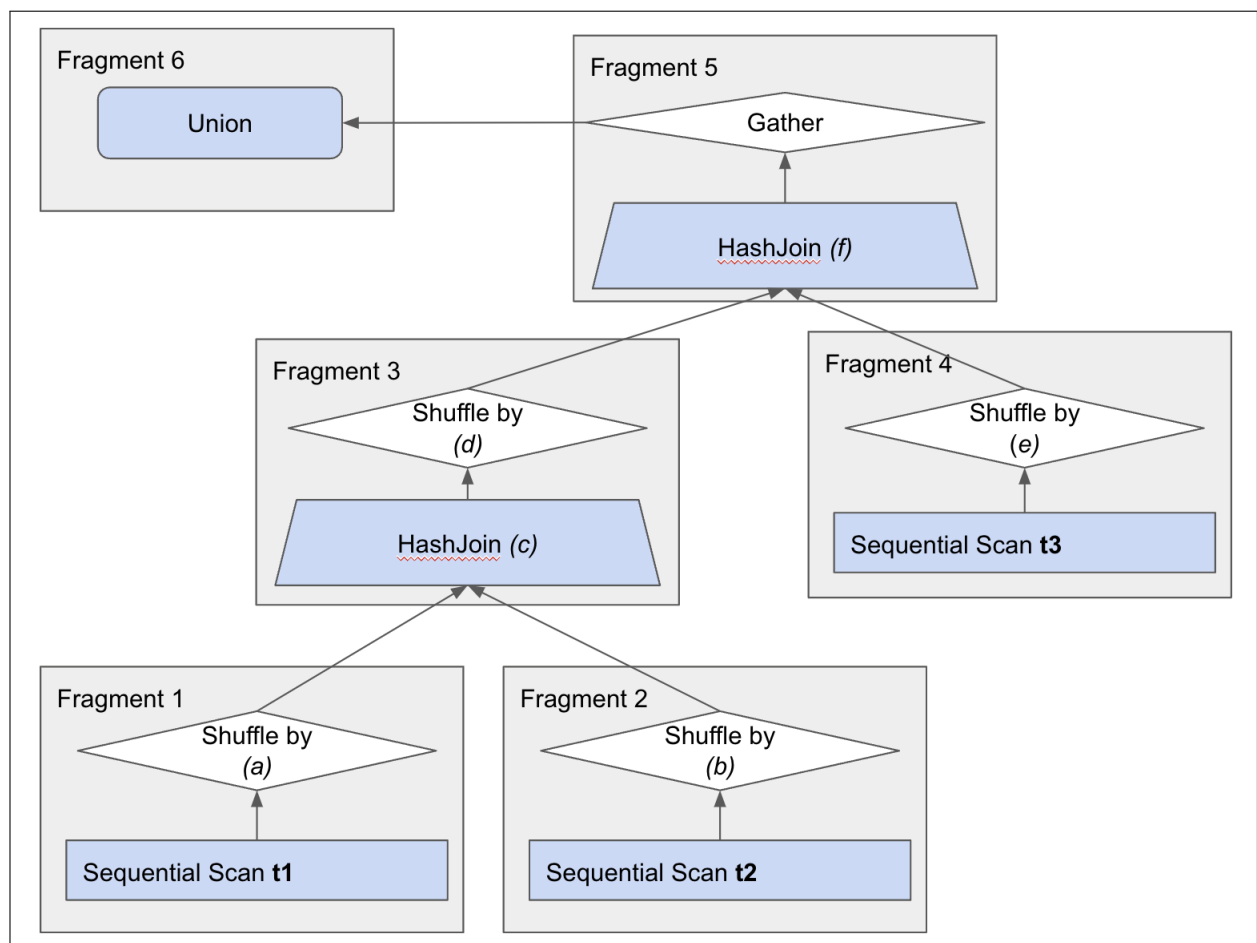 Fragment 6
Union
Fragment 5
Gather
HashJoin (f)
Fragment 3
Shuffle by
(d)
HashJoin (c)
Fragment 4
Shuffle by
(e)
Sequential Scan t3
Fragment 1
Shuffle by
(a)
Sequential Scan t1
Fragment 2
Shuffle by
(b)
Sequential Scan t2